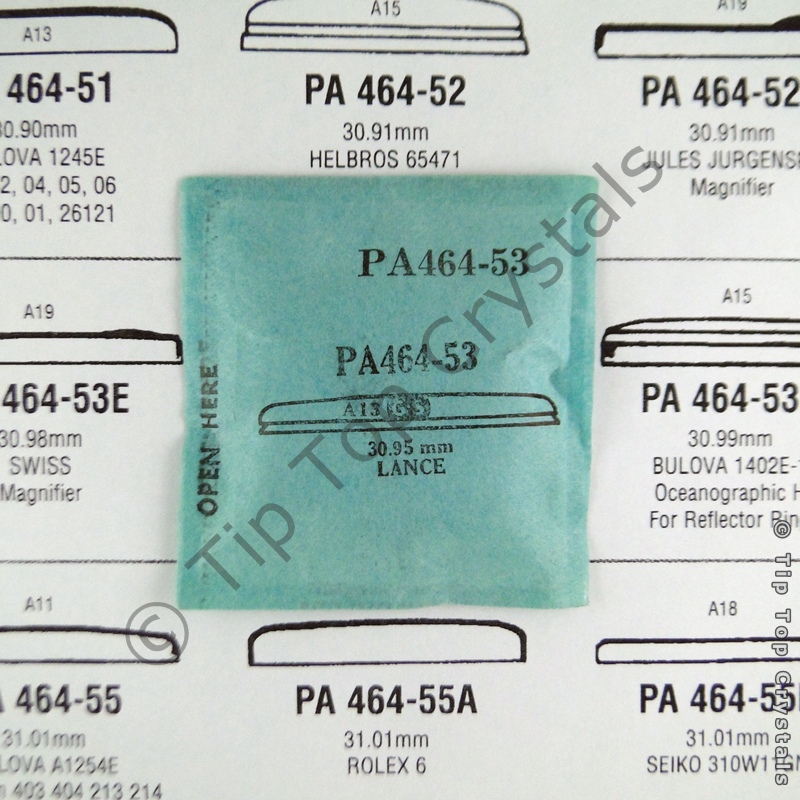 A13
464-51
30.90mm
1245E
2, 04, 05, 06
0, 01, 26121
A15
PA 464-52
30.91mm
HELBROS 65471
A19
PA 464-52
30.91mm
JULES JURGENSE
Magnifier
A19
464-53E
30.98mm
SWISS
Magnifier
PA464-53
PA464-53
30.95 mm
LANCE
OPEN HERE
A15
PA 464-53
30.99mm
BULOVA 1402E-
Oceanographic
For Reflector Rin
A11
464-55
31.01mm
A1254E
403 404 213 214
PA 464-55A
31.01mm
ROLEX 6
A18
PA 464-55
31.01mm
SEIKO
© Tip Top Crystals
© Tip Top Crystals